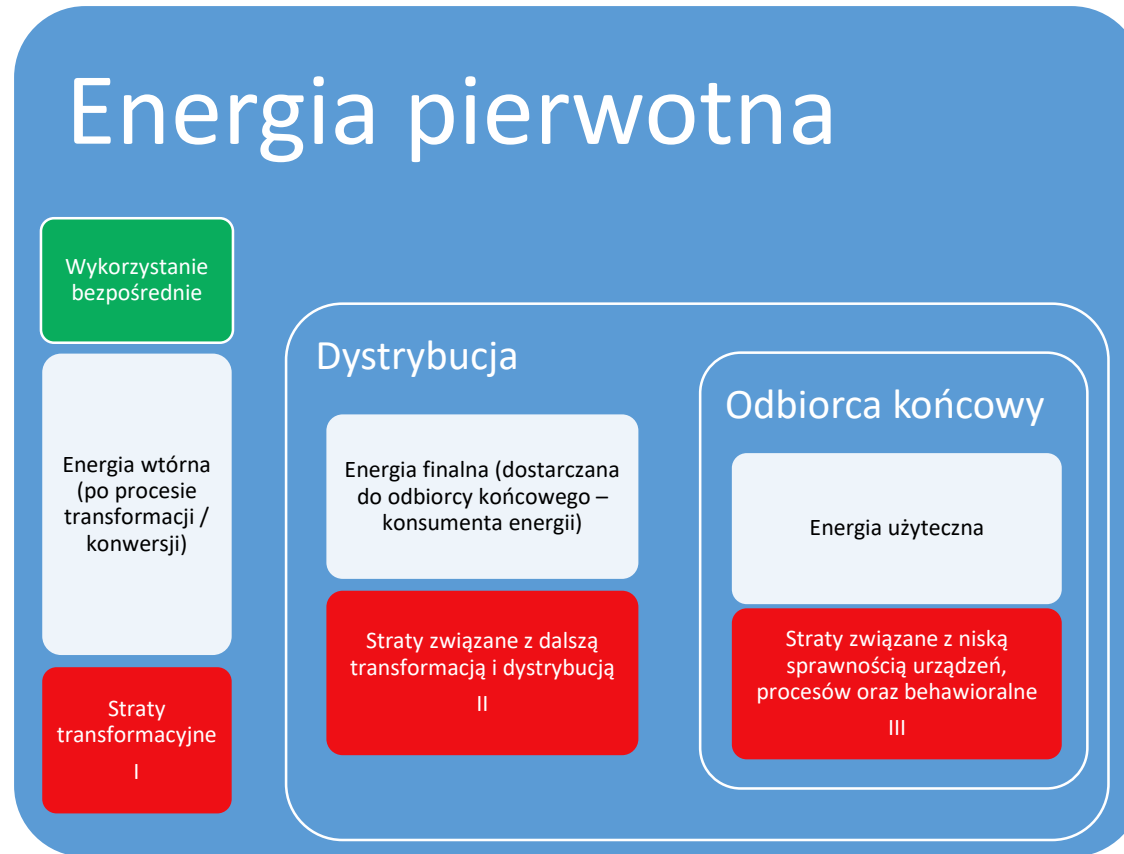 Energia pierwotna
Wykorzystanie
bezpośrednie
Energia wtórna
(po procesie
transformacji /
konwersji)
Straty
transformacyjne
I
Dystrybucja
Energia finalna (dostarczana
do odbiorcy końcowego –
konsumenta energii)
Straty związane z dalszą
transformacją i dystrybucją
II
Odbiorca końcowy
Energia użyteczna
Straty związane z niską
sprawnością urządzeń,
procesów oraz behawioralne
III